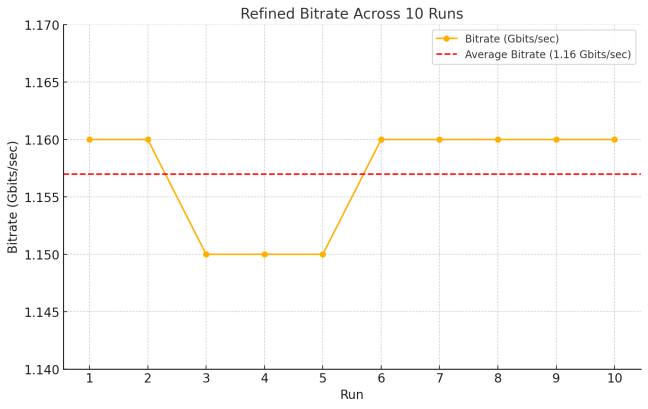 Refined Bitrate Across 10 Runs
Bitrate (Gbits/sec)
Average Bitrate (1.16 Gbits/sec)
Bitrate (Gbits/sec)
1.170
1.165
1.160
1.155
1.150
1.145
1.140
1 2 3 4 5 6 7 8 9 10
Run